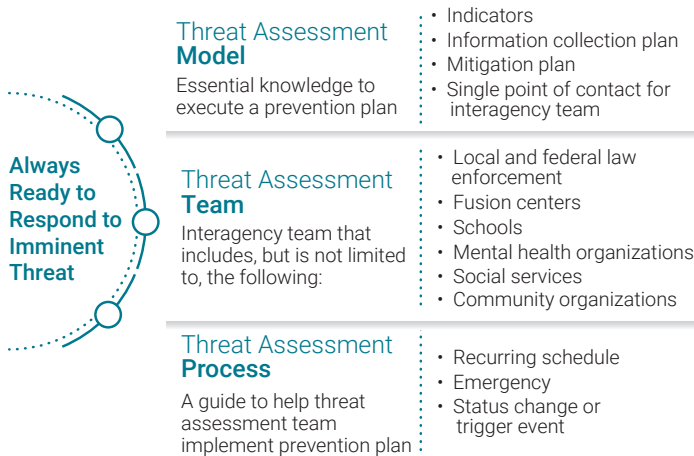 Always
Ready to
Respond to
Imminent
Threat
Threat Assessment
Model
Essential knowledge to
execute a prevention plan
• Indicators
• Information collection plan
• Mitigation plan
• Single point of contact for
interagency team
Threat Assessment
Team
Interagency team that
includes, but is not limited
to, the following:
• Local and federal law
enforcement
• Fusion centers
• Schools
• Mental health organizations
• Social services
• Community organizations
Threat Assessment
Process
A guide to help threat
assessment team
implement prevention plan
• Recurring schedule
• Emergency
• Status change or
trigger event